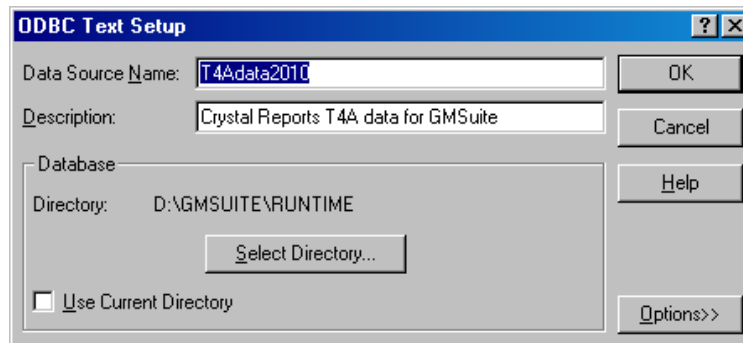 ODBC Text Setup
Data Source Name: T4Adata2010 OK
Description: Crystal Reports T4A data for GMSuite Cancel
Database
Help
Directory: D:\GMSUITE\RUNTIME
Select Directory...
Use Current Directory
Options>>